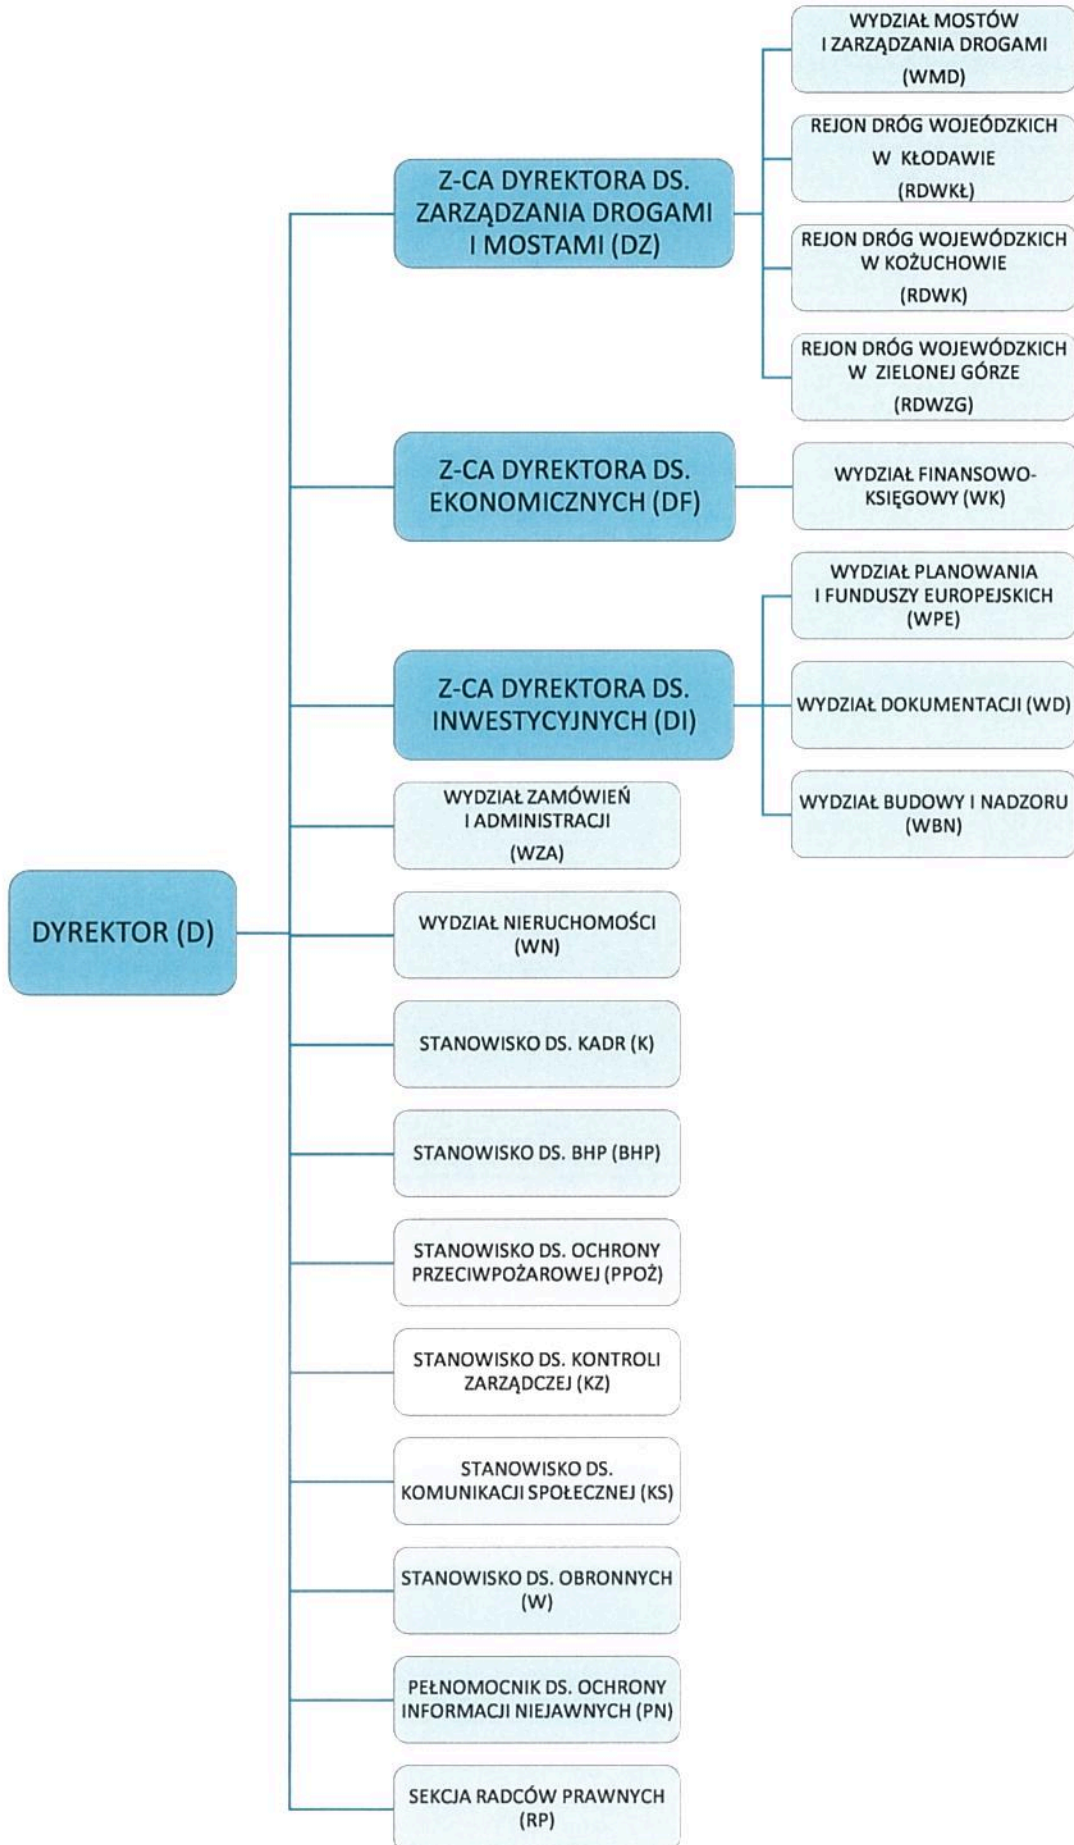 DYREKTOR (D)
Z-CA DYREKTORA DS.
ZARZĄDZANIA DROGAMI
I MOSTAMI (DZ)
WYDZIAŁ MOSTÓW
I ZARZĄDZANIA DROGAMI
(WMD)
REJON DRÓG WOJEÓDZKICH
W KŁODAWIE
(RDWKŁ)
REJON DRÓG WOJEWÓDZKICH
W KOŻUCHOWIE
(RDWK)
REJON DRÓG WOJEWÓDZKICH
W ZIELONEJ GÓRZE
(RDWZG)
Z-CA DYREKTORA DS.
EKONOMICZNYCH (DF)
WYDZIAŁ FINANSOWO-
KSIĘGOWY (WK)
Z-CA DYREKTORA DS.
INWESTYCYJNYCH (DI)
WYDZIAŁ PLANOWANIA
I FUNDUSZY EUROPEJSKICH
(WPE)
WYDZIAŁ DOKUMENTACJI (WD)
WYDZIAŁ BUDOWY I NADZORU
(WBN)
WYDZIAŁ ZAMÓWIEŃ
I ADMINISTRACJI
(WZA)
WYDZIAŁ NIERUCHOMOŚCI
(WN)
STANOWISKO DS. KADR (K)
STANOWISKO DS. BHP (BHP)
STANOWISKO DS. OCHRONY
PRZECIWPOŻAROWEJ (PPOŻ)
STANOWISKO DS. KONTROLI
ZARZĄDCZEJ (KZ)
STANOWISKO DS.
KOMUNIKACJI SPOŁECZNEJ (KS)
STANOWISKO DS. OBRONNYCH
(W)
PEŁNOMOCNIK DS. OCHRONY
INFORMACJI NIEJAWNYCH (PN)
SEKCJA RADCÓW PRAWNYCH
(RP)